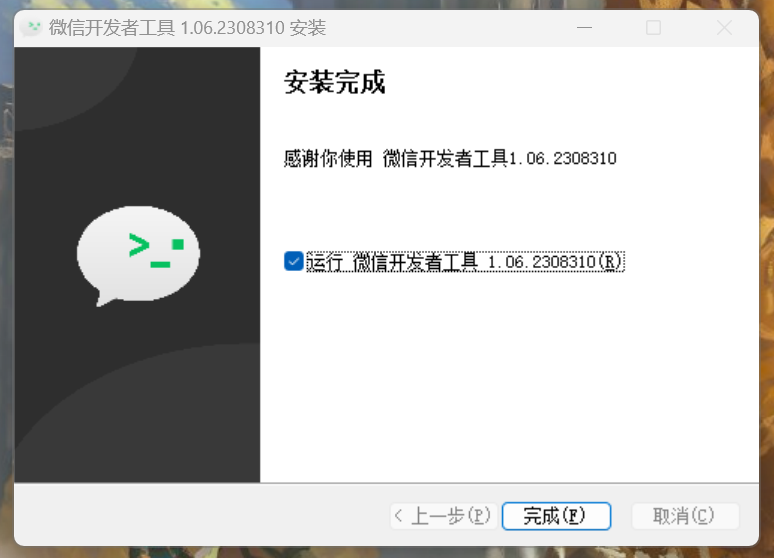 微信开发者工具 1.06.2308310 安装
安装完成
感谢你使用 微信开发者工具1.06.2308310
运行 微信开发者工具 1.06.2308310(R)
< 上一步(P) 完成(F) 取消(C)